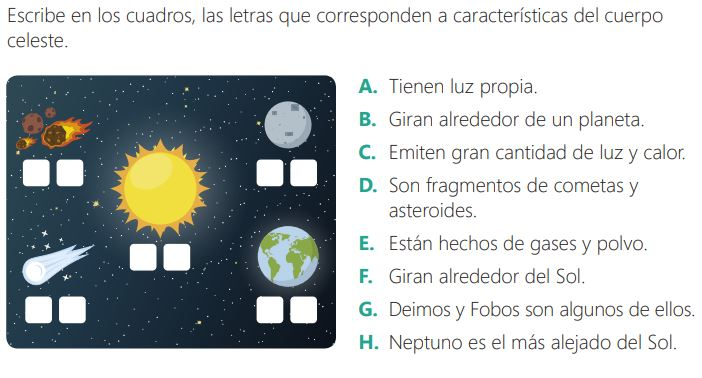 Escribe en los cuadros, las letras que corresponden a características del cuerpo
celeste.
A. Tienen luz propia.
B. Giran alrededor de un planeta.
C. Emiten gran cantidad de luz y calor.
D. Son fragmentos de cometas y
asteroides.
E. Están hechos de gases y polvo.
F. Giran alrededor del Sol.
G. Deimos y Fobos son algunos de ellos.
H. Neptuno es el más alejado del Sol.